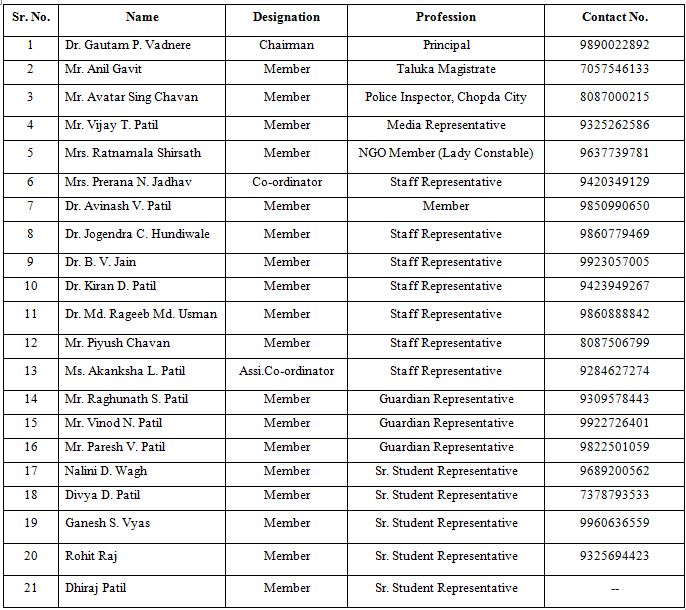 Sr. No. Name Designation Profession Contact No.
1 Dr. Gautam P. Vadnere Chairman Principal 9890022892
2 Mr. Anil Gavit Member Taluka Magistrate 7057546133
3 Mr. Avatar Sing Chavan Member Police Inspector, Chopda City 8087000215
4 Mr. Vijay T. Patil Member Media Representative 9325262586
5 Mrs. Ratnamala Shirsath Member NGO Member (Lady Constable) 9637739781
6 Mrs. Prerana N. Jadhav Co-ordinator Staff Representative 9420349129
7 Dr. Avinash V. Patil Member Member 9850990650
8 Dr. Jogendra C. Hundiwale Member Staff Representative 9860779469
9 Dr. B. V. Jain Member Staff Representative 9923057005
10 Dr. Kiran D. Patil Member Staff Representative 9423949267
11 Dr. Md. Rageeb Md. Usman Member Staff Representative 9860888842
12 Mr. Piyush Chavan Member Staff Representative 8087506799
13 Ms. Akanksha L. Patil Assi.Co-ordinator Staff Representative 9284627274
14 Mr. Raghunath S. Patil Member Guardian Representative 9309578443
15 Mr. Vinod N. Patil Member Guardian Representative 9922726401
16 Mr. Paresh V. Patil Member Guardian Representative 9822501059
17 Nalini D. Wagh Member Sr. Student Representative 9689200562
18 Divya D. Patil Member Sr. Student Representative 7378793533
19 Ganesh S. Vyas Member Sr. Student Representative 9960636559
20 Rohit Raj Member Sr. Student Representative 9325694423
21 Dhiraj Patil Member Sr. Student Representative --